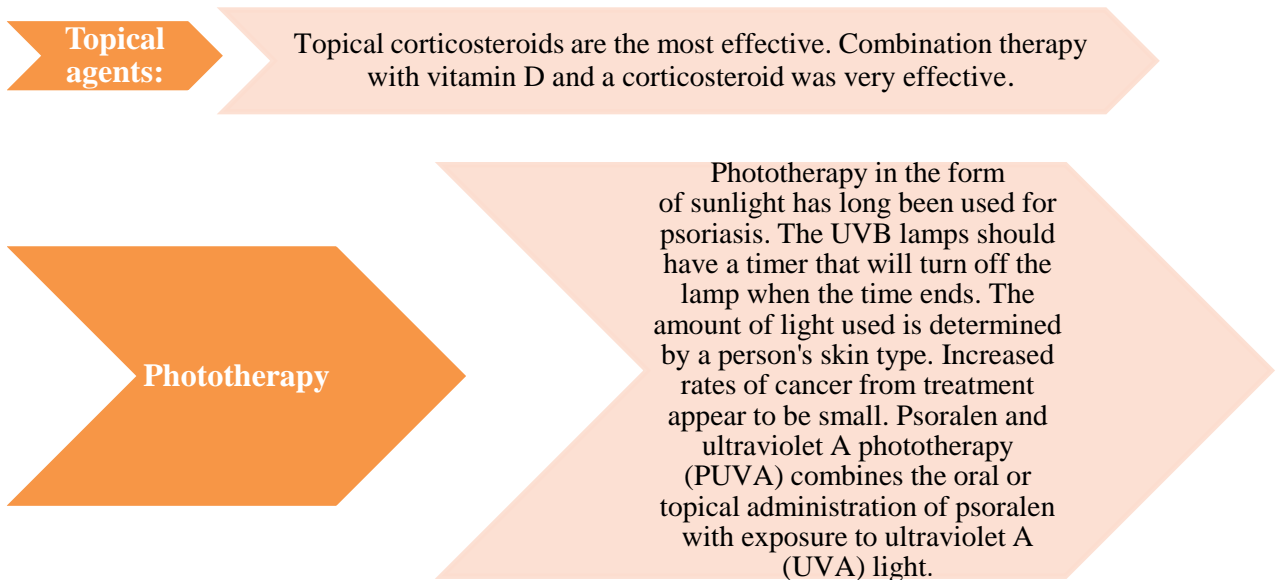 Topical
agents:
Topical corticosteroids are the most effective. Combination therapy
with vitamin D and a corticosteroid was very effective.
Phototherapy
Phototherapy in the form
of sunlight has long been used for
psoriasis. The UVB lamps should
have a timer that will turn off the
lamp when the time ends. The
amount of light used is determined
by a person's skin type. Increased
rates of cancer from treatment
appear to be small. Psoralen and
ultraviolet A phototherapy
(PUVA) combines the oral or
topical administration of psoralen
with exposure to ultraviolet A
(UVA) light.